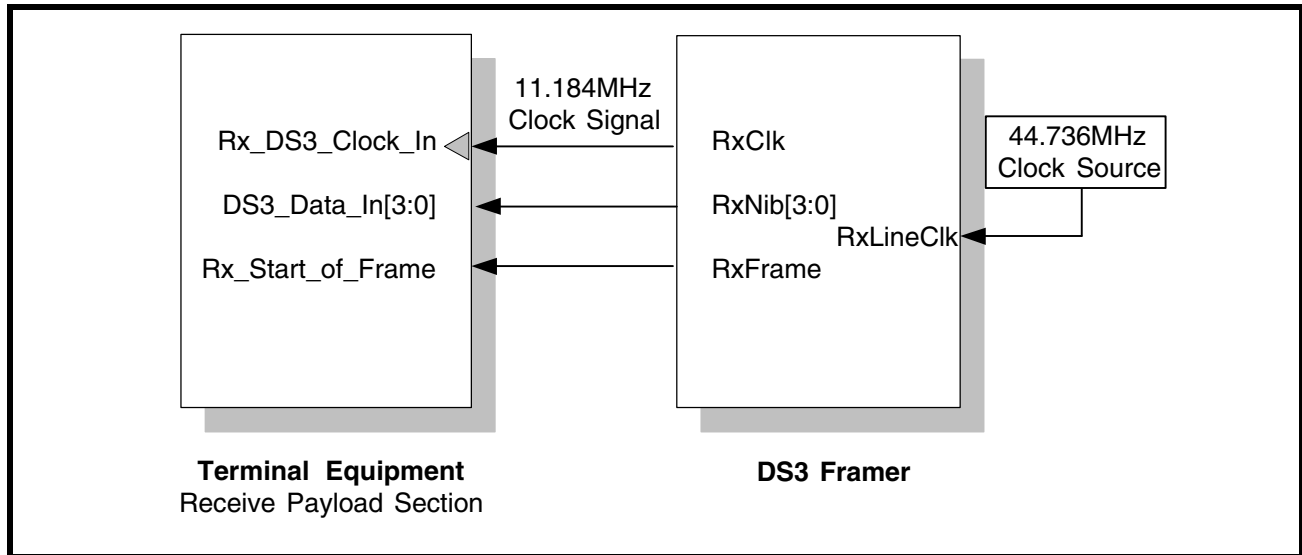 11.184MHz
Clock Signal
Rx_DS3_Clock_In
RxClk
44.736MHz
Clock Source
DS3_Data_In[3:0]
RxNib[3:0]
RxLineClk
Rx_Start_of_Frame
RxFrame
Terminal Equipment
Receive Payload Section
DS3 Framer